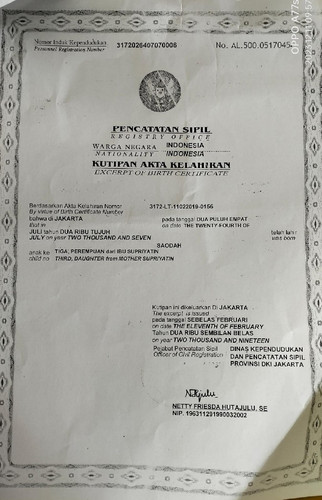 Nomor Induk Kependudukan
Personnel Registration Number
3172026407070006
No. AL.500.05170454
PENCATATAN SIPIL
REGISTRY OFFICE
WARGA NEGARA INDONESIA
NATIONALITY INDONESIA
KUTIPAN AKTA KELAHIRAN
EXCERPT OF BIRTH CERTIFICATE
Berdasarkan Akta Kelahiran Nomor 3172-LT-11022019-0156
By virtue of Birth Certificate Number
bahwa di JAKARTA pada tanggal DUA PULUH EMPAT
that in on date THE TWENTY FOURTH OF
JULI tahun DUA RIBU TUJUH telah lahir
JULY on year TWO THOUSAND AND SEVEN was born
SAODAH
anak ke TIGA, PEREMPUAN DARI IBU SUPRIYATIN
child no THIRD, DAUGHTER FROM MOTHER SUPRIYATIN
Kutipan ini dikeluarkan Di JAKARTA
The excerpt is issued
pada tanggal SEBELAS FEBRUARI
on date THE ELEVENTH OF FEBRUARY
Tahun DUA RIBU SEMBILAN BELAS
on year TWO THOUSAND AND NINETEEN
Pejabat Pencatatan Sipil DINAS KEPENDUDUKAN
Officer of Civil Registration DAN PENCATATAN SIPIL
PROVINSI DKI JAKARTA
NETTY FRIESDA HUTAJULU, SE
NIP. 196311291990032002
OPPO A77s